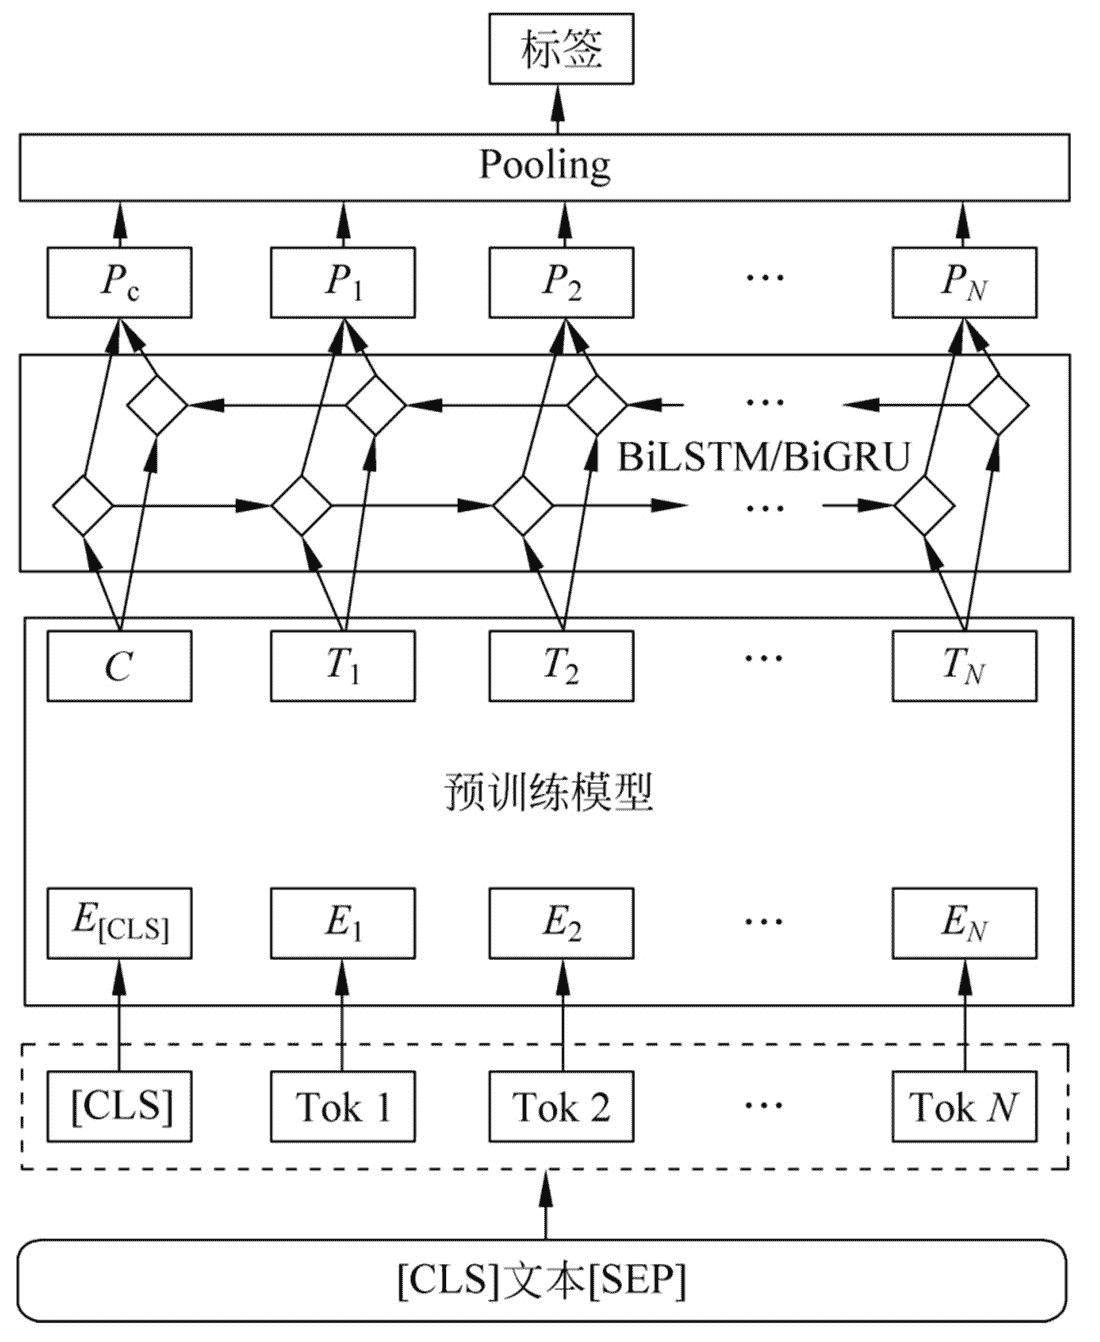 标签
Pooling
Pc P1 P2 … PN
…
BiLSTM/BiGRU
…
C T1 T2 … TN
预训练模型
E[CLS] E1 E2 … EN
[CLS] Tok 1 Tok 2 … Tok N
[CLS]文本[SEP]